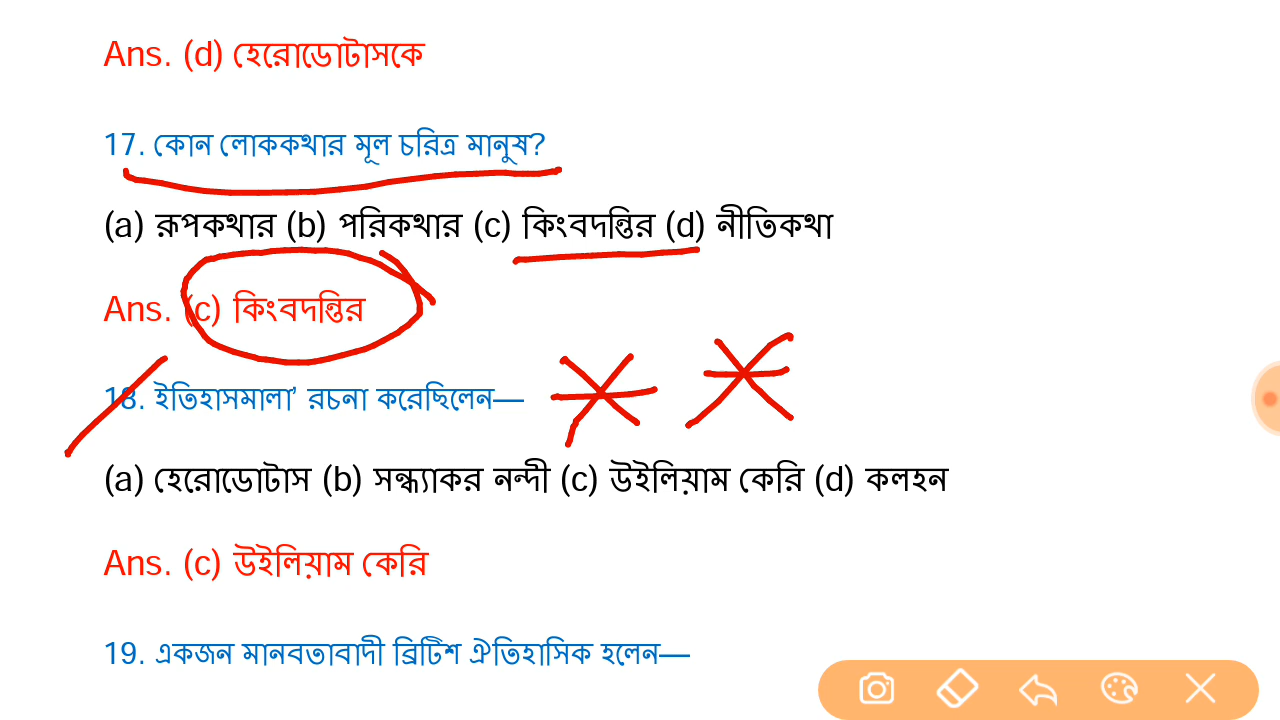 Ans. (d) হেরোডোটাসকে
17. কোন লোককথার মূল চরিত্র মানুষ?
(a) রূপকথার (b) পরিকথার (c) কিংবদন্তির (d) নীতিকথা
Ans. (c) কিংবদন্তির
18. ইতিহাসমালা’ রচনা করেছিলেন—
(a) হেরোডোটাস (b) সন্ধ্যাকর নন্দী (c) উইলিয়াম কেরি (d) কলহন
Ans. (c) উইলিয়াম কেরি
19. একজন মানবতাবাদী ব্রিটিশ ঐতিহাসিক হলেন—